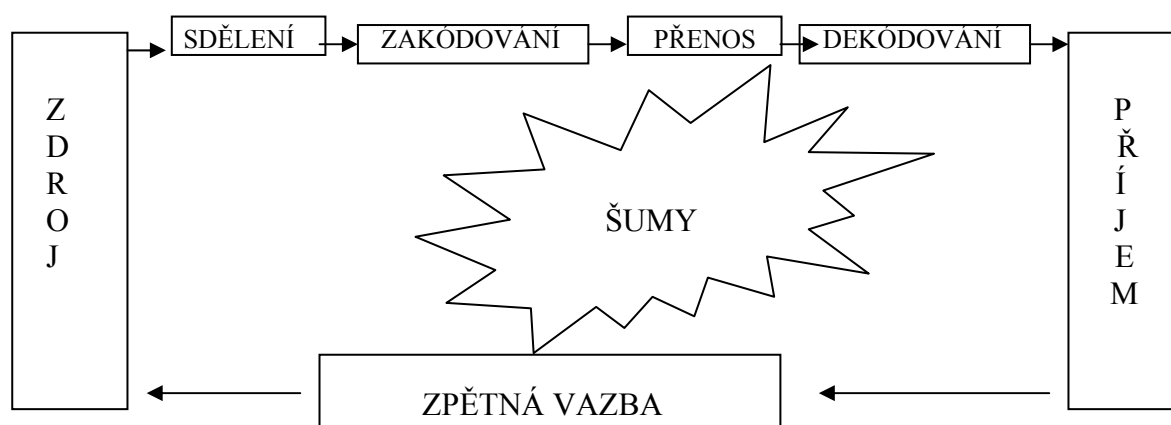 SDĚLENÍ
ZAKÓDOVÁNÍ
PŘENOS
DEKÓDOVÁNÍ
ZDROJ
ŠUMY
PŘÍJEM
ZPĚTNÁ VAZBA